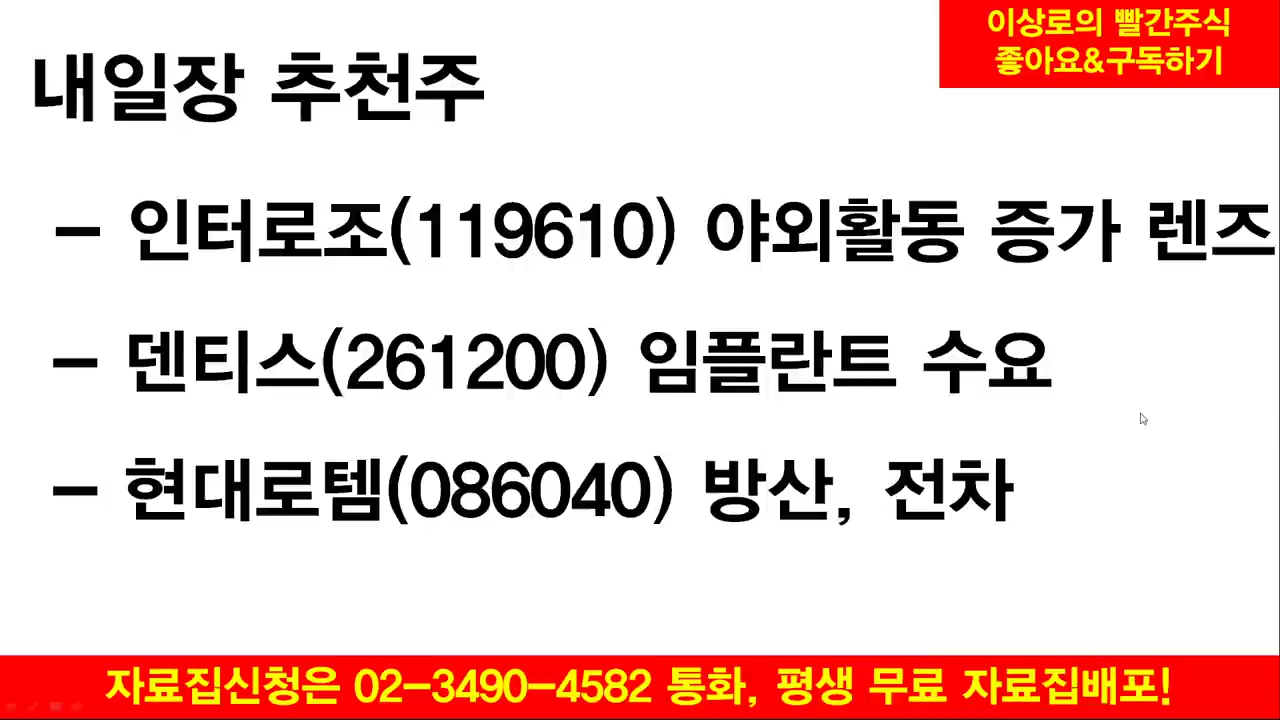 이상로의 빨간주식
좋아요&구독하기
내일장 추천주
- 인터로조(119610) 야외활동 증가 렌즈
- 덴티스(261200) 임플란트 수요
- 현대로템(086040) 방산, 전차
자료집신청은 02-3490-4582 통화, 평생 무료 자료집배포!